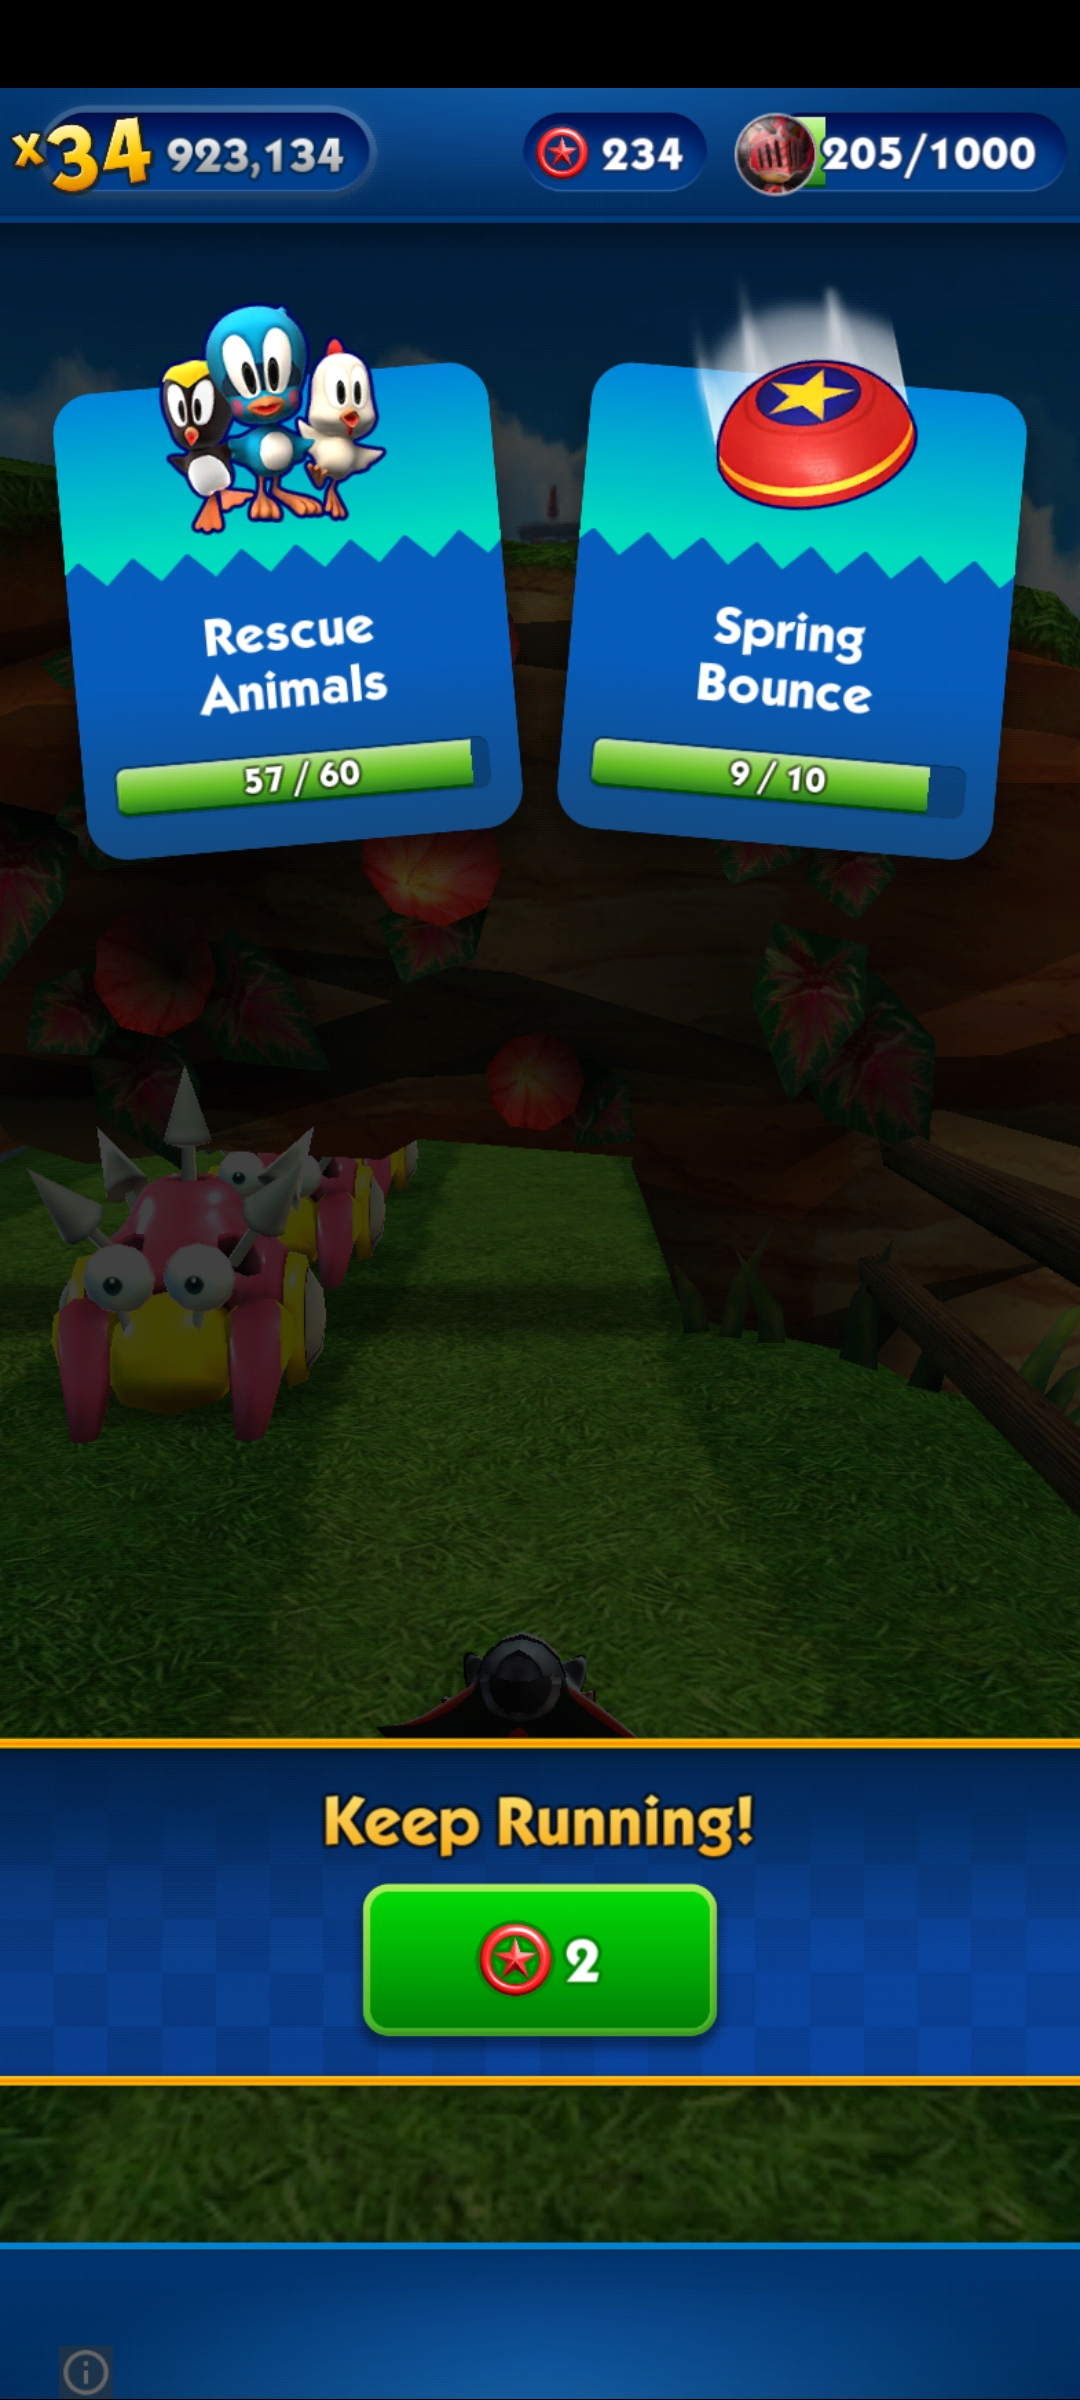 x34 923,134
234
205/1000
Rescue
Animals
57 / 60
Spring
Bounce
9 / 10
Keep Running!
2